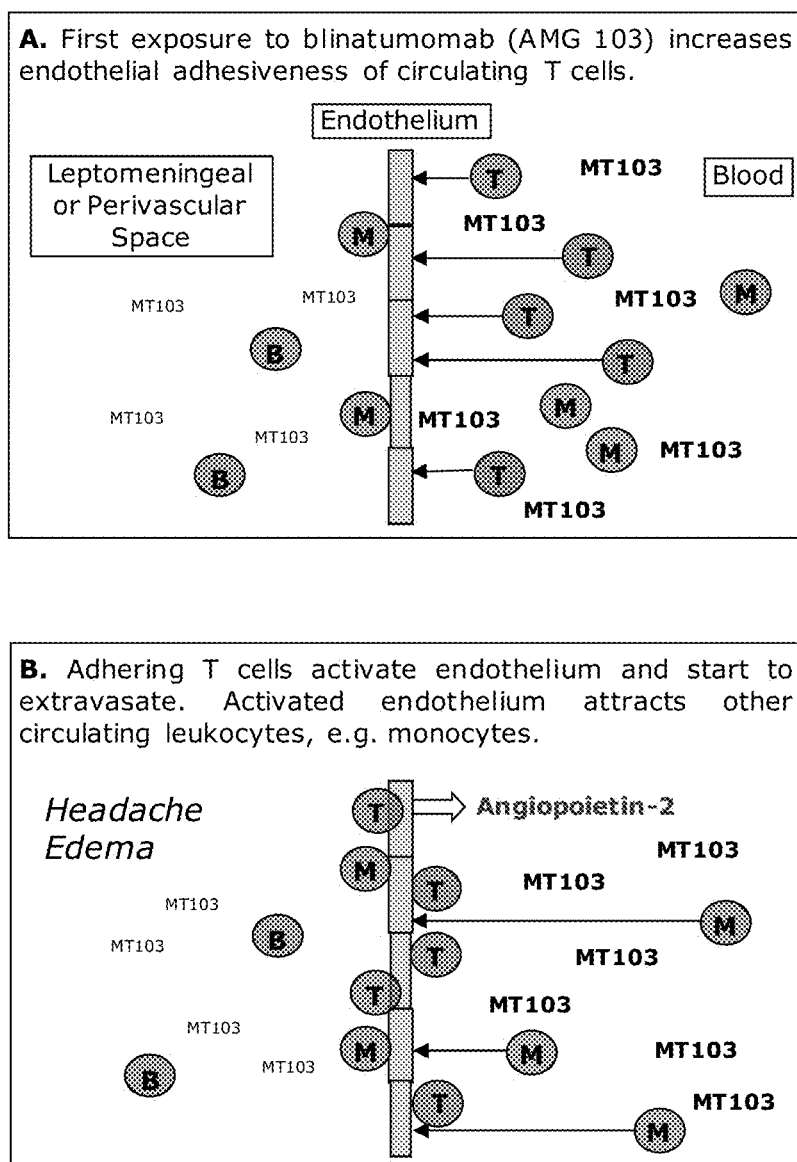 A. First exposure to blinatumomab (AMG 103) increases
endothelial adhesiveness of circulating T cells.
Endothelium
Leptomeningeal
or Perivascular
Space
Blood
T
MT103
MT103
M
T
MT103
M
MT103
MT103
T
B
T
M
M
MT103
MT103
M
MT103
MT103
B
T
MT103
B. Adhering T cells activate endothelium and start to
extravasate. Activated endothelium attracts other
circulating leukocytes, e.g. monocytes.
Headache
Edema
T
Angiopoietin-2
MT103
M
T
MT103
MT103
B
M
MT103
T
MT103
T
MT103
MT103
M
M
MT103
MT103
B
T
MT103
M